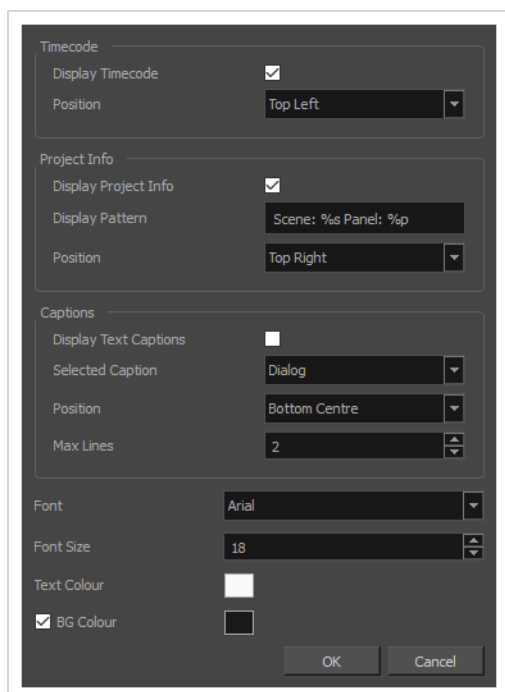 Timecode
Display Timecode
Position Top Left
Project Info
Display Project Info
Display Pattern Scene: %s Panel: %p
Position Top Right
Captions
Display Text Captions
Selected Caption Dialog
Position Bottom Centre
Max Lines 2
Font Arial
Font Size 18
Text Colour
BG Colour
OK Cancel